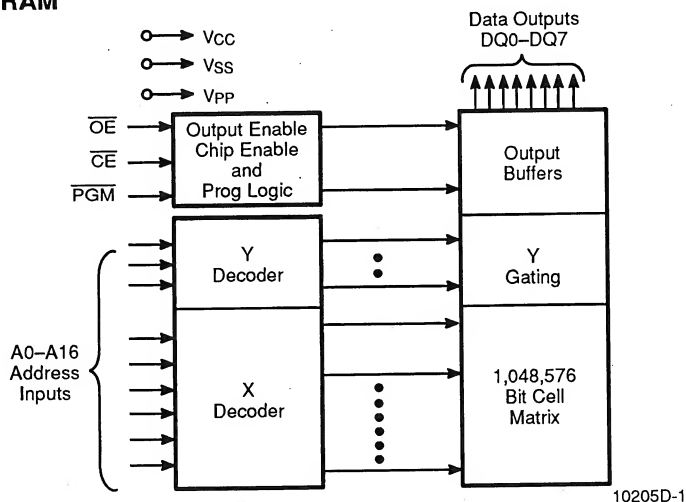 Data Outputs
DQ0–DQ7
VCC
VSS
VPP
OE
CE
PGM
Output Enable
Chip Enable
and
Prog Logic
Output
Buffers
Y
Decoder
Y
Gating
A0–A16
Address
Inputs
X
Decoder
1,048,576
Bit Cell
Matrix
10205D-1